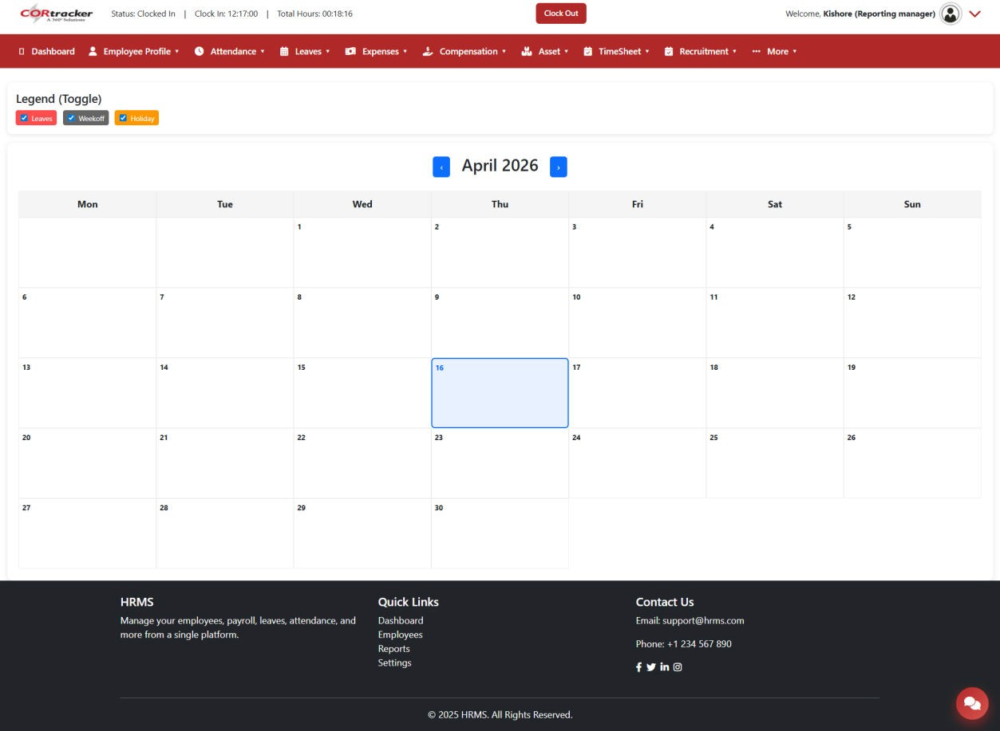 CORtracker
A 360° Solutions
Status: Clocked In | Clock In: 12:17:00 | Total Hours: 00:18:16
Clock Out
Welcome, Kishore (Reporting manager)
Dashboard Employee Profile Attendance Leaves Expenses Compensation Asset TimeSheet Recruitment More
Legend (Toggle)
Leaves Weekoff Holiday
‹ April 2026 ›
Mon Tue Wed Thu Fri Sat Sun
1 2 3 4 5
6 7 8 9 10 11 12
13 14 15 16 17 18 19
20 21 22 23 24 25 26
27 28 29 30
HRMS
Manage your employees, payroll, leaves, attendance, and
more from a single platform.
Quick Links
Dashboard
Employees
Reports
Settings
Contact Us
Email: support@hrms.com
Phone: +1 234 567 890
© 2025 HRMS. All Rights Reserved.